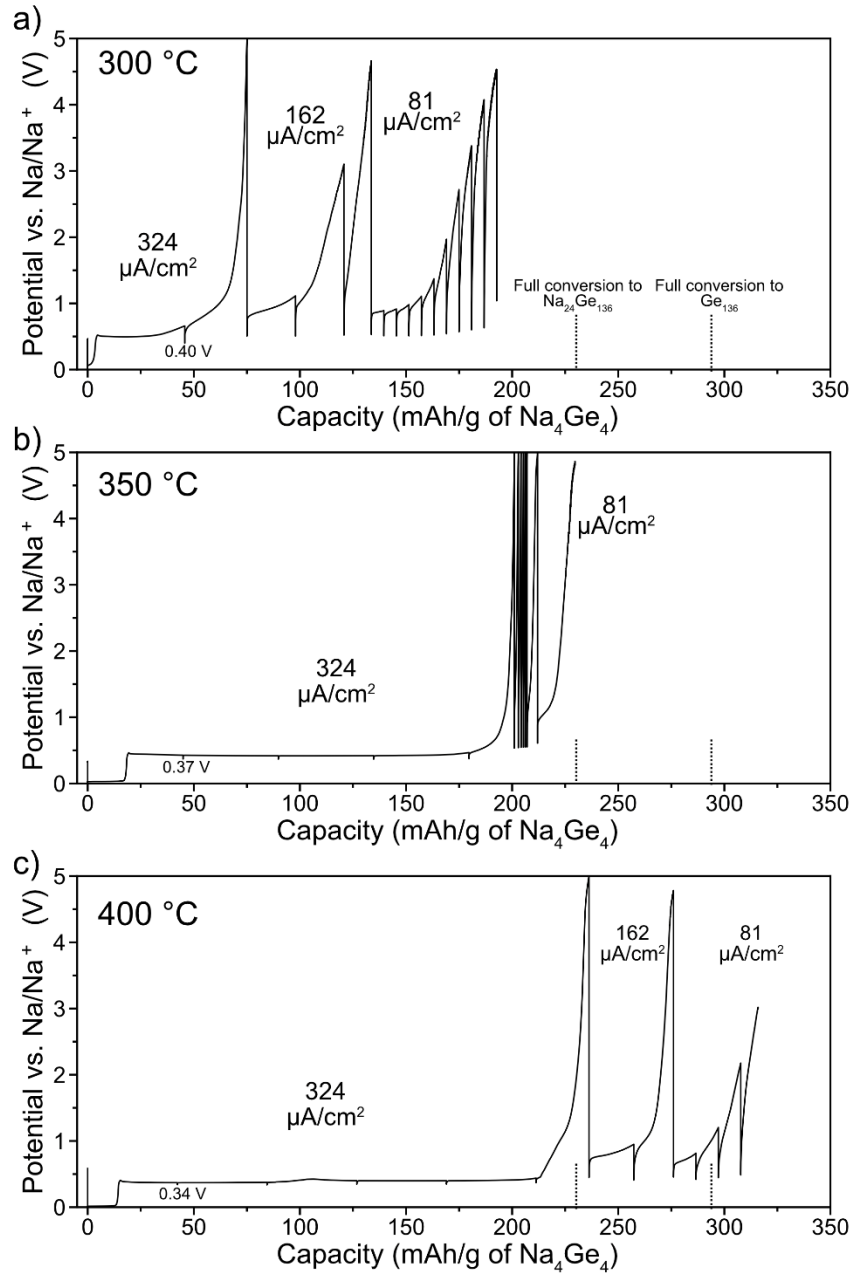 a)
300 °C
324
µA/cm²
162
µA/cm²
81
µA/cm²
0.40 V
Full conversion to
Na₂₄Ge₁₃₆
Full conversion to
Ge₁₃₆
Potential vs. Na/Na⁺ (V)
5
4
3
2
1
0
0 50 100 150 200 250 300 350
Capacity (mAh/g of Na₄Ge₄)
b)
350 °C
324
µA/cm²
81
µA/cm²
0.37 V
Potential vs. Na/Na⁺ (V)
5
4
3
2
1
0
0 50 100 150 200 250 300 350
Capacity (mAh/g of Na₄Ge₄)
c)
400 °C
324
µA/cm²
162
µA/cm²
81
µA/cm²
0.34 V
Potential vs. Na/Na⁺ (V)
5
4
3
2
1
0
0 50 100 150 200 250 300 350
Capacity (mAh/g of Na₄Ge₄)